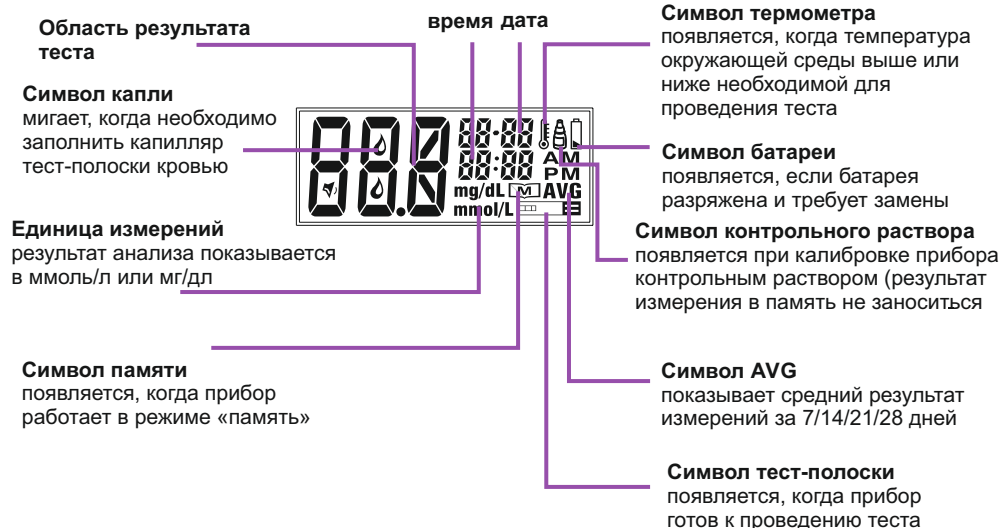 Область результата
теста
время дата
Символ термометра
появляется, когда температура
окружающей среды выше или
ниже необходимой для
проведения теста
Символ капли
мигает, когда необходимо
заполнить капилляр
тест-полоски кровью
88.8
88:88
88:88
AM
PM
mg/dL M AVG
mmol/L
Символ батареи
появляется, если батарея
разряжена и требует замены
Единица измерений
результат анализа показывается
в ммоль/л или мг/дл
Символ контрольного раствора
появляется при калибровке прибора
контрольным раствором (результат
измерения в память не заноситься
Символ памяти
появляется, когда прибор
работает в режиме «память»
Символ AVG
показывает средний результат
измерений за 7/14/21/28 дней
Символ тест-полоски
появляется, когда прибор
готов к проведению теста